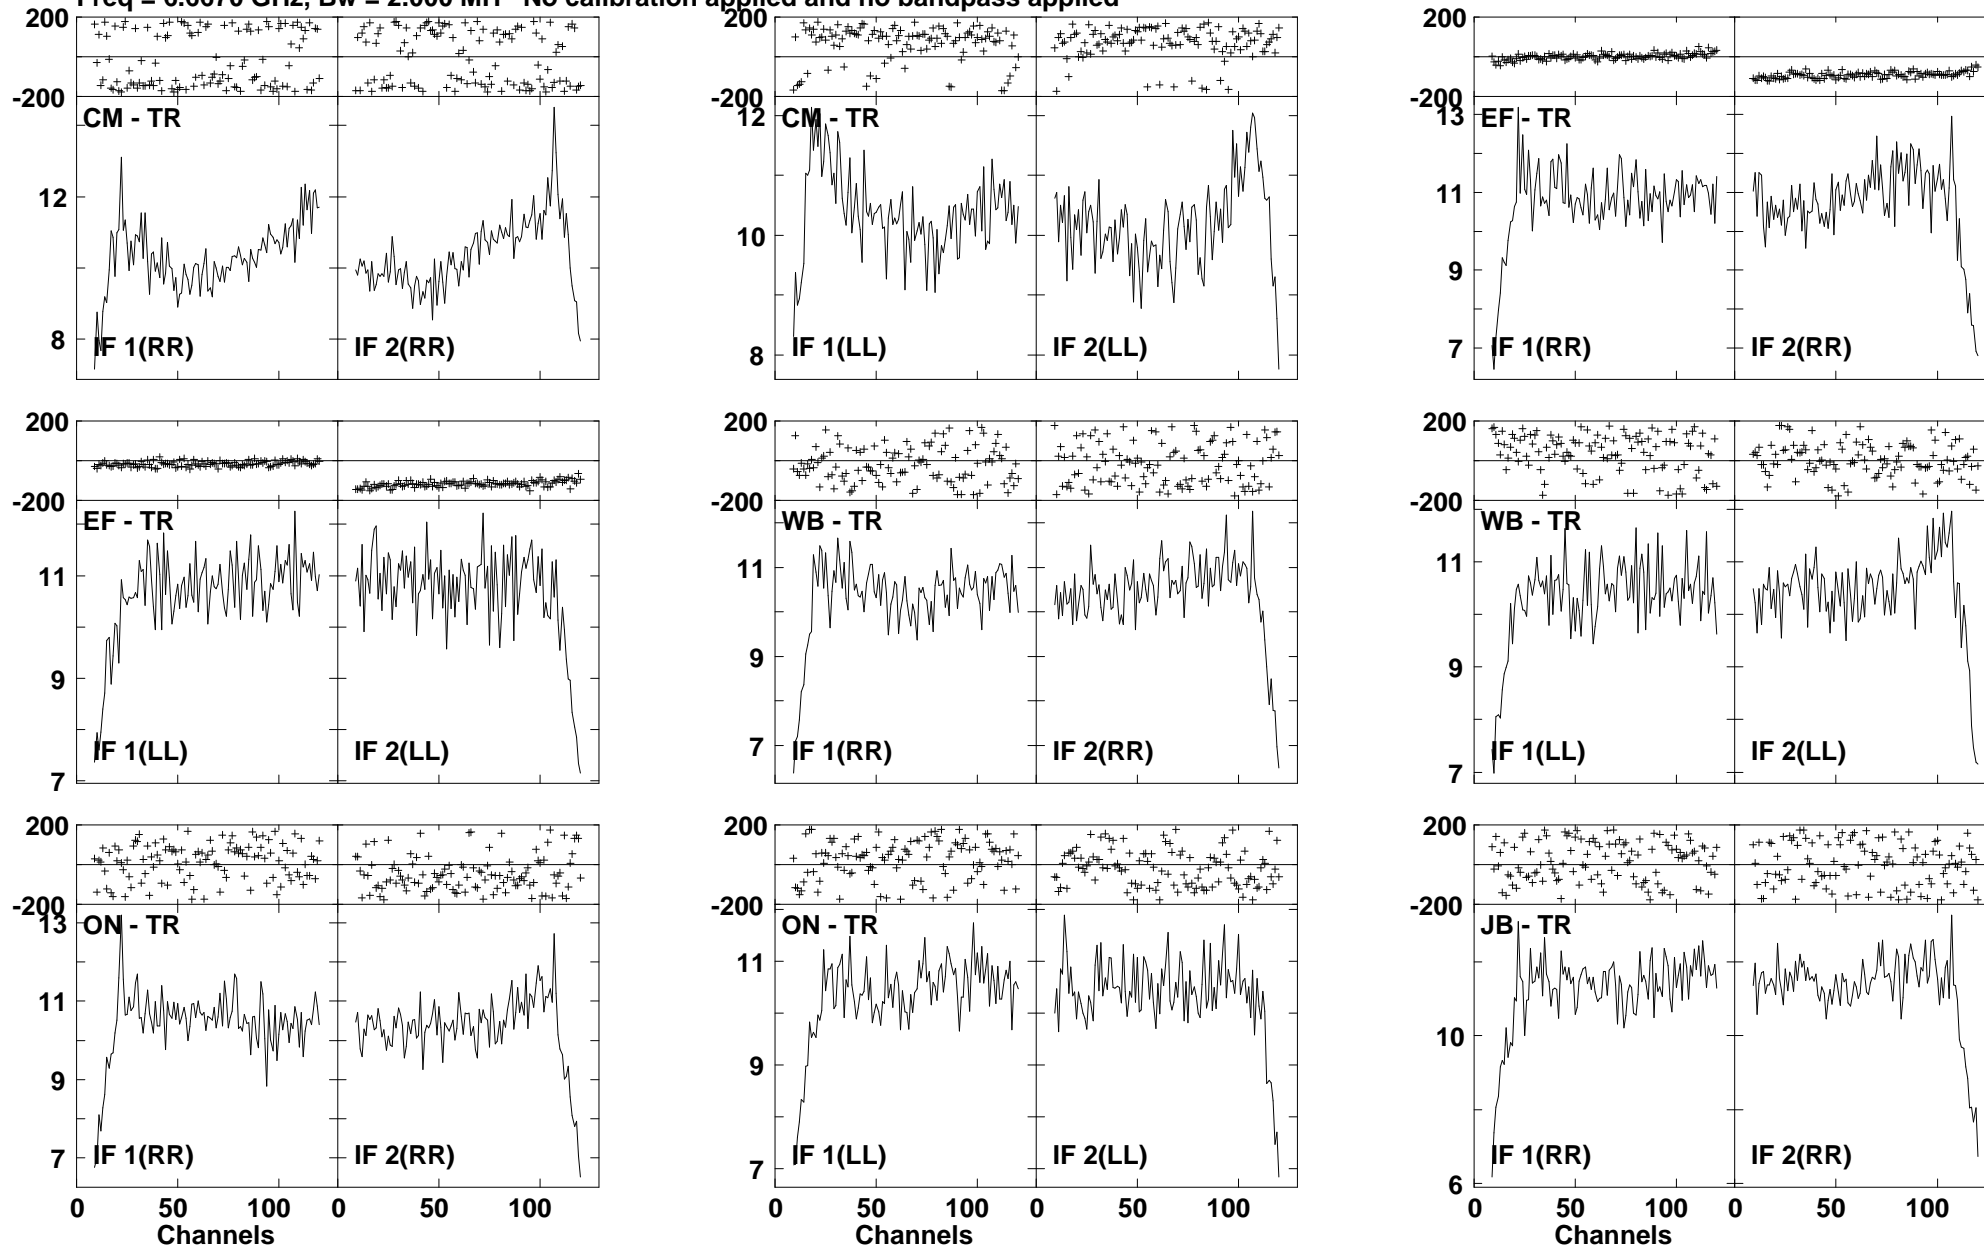 No calibration applied and no bandpass applied
200 200 200
-200 -200 -200
CM - TR CM - TR EF - TR
12 12 13
8 10 11
8 9
7
IF 1(RR) IF 2(RR) IF 1(LL) IF 2(LL) IF 1(RR) IF 2(RR)
200 200 200
-200 -200 -200
EF - TR WB - TR WB - TR
11 11 11
9 9 9
7 7 7
IF 1(LL) IF 2(LL) IF 1(RR) IF 2(RR) IF 1(LL) IF 2(LL)
200 200 200
-200 -200 -200
13
ON - TR ON - TR JB - TR
11 11 10
9 9
7 7 6
IF 1(RR) IF 2(RR) IF 1(LL) IF 2(LL) IF 1(RR) IF 2(RR)
0 50 100 0 50 100 0 50 100 0 50 100 0 50 100 0 50 100
Channels Channels Channels